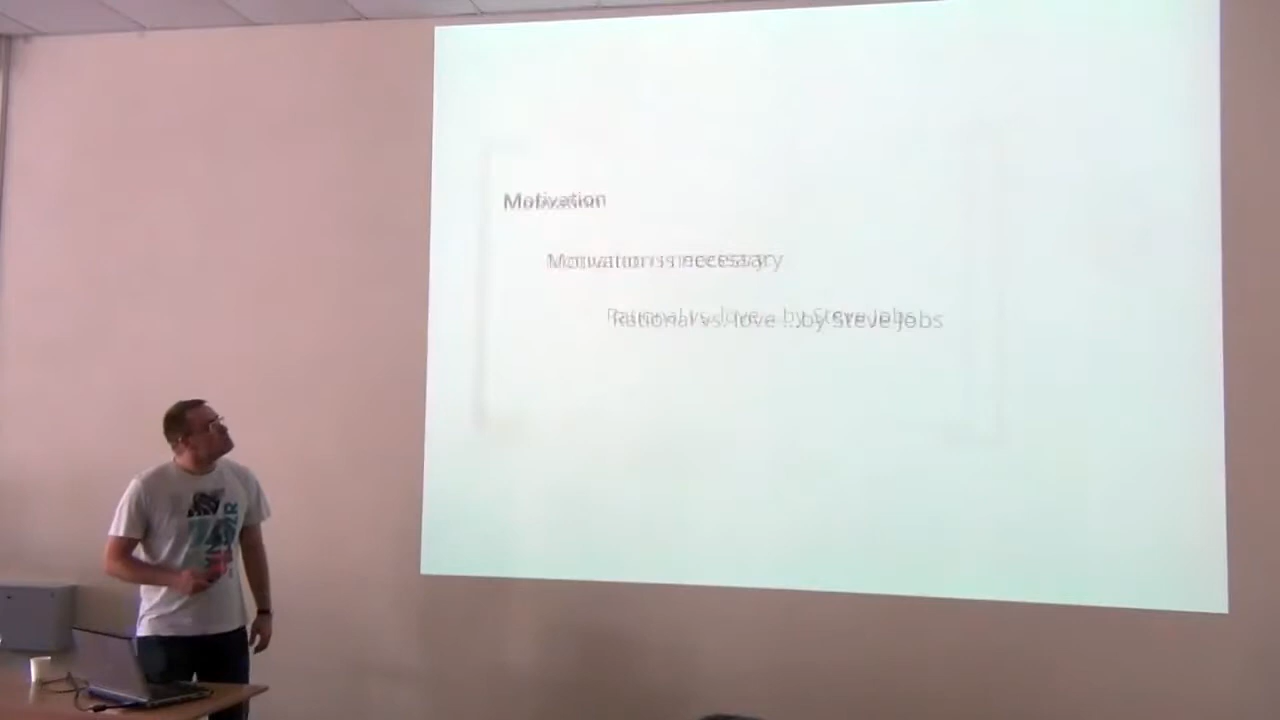 Motivation
Motivation is necessary
Rational vs. love ... by Steve Jobs